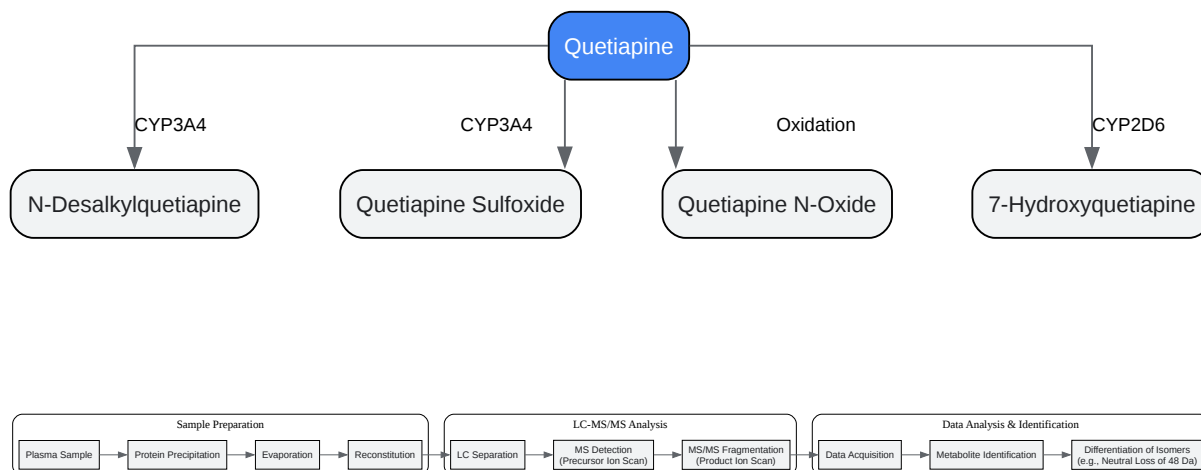 Quetiapine
CYP3A4
CYP3A4
Oxidation
CYP2D6
N-Desalkylquetiapine
Quetiapine Sulfoxide
Quetiapine N-Oxide
7-Hydroxyquetiapine
Sample Preparation
LC-MS/MS Analysis
Data Analysis & Identification
Plasma Sample
Protein Precipitation
Evaporation
Reconstitution
LC Separation
MS Detection
(Precursor Ion Scan)
MS/MS Fragmentation
(Product Ion Scan)
Data Acquisition
Metabolite Identification
Differentiation of Isomers
(e.g., Neutral Loss of 48 Da)